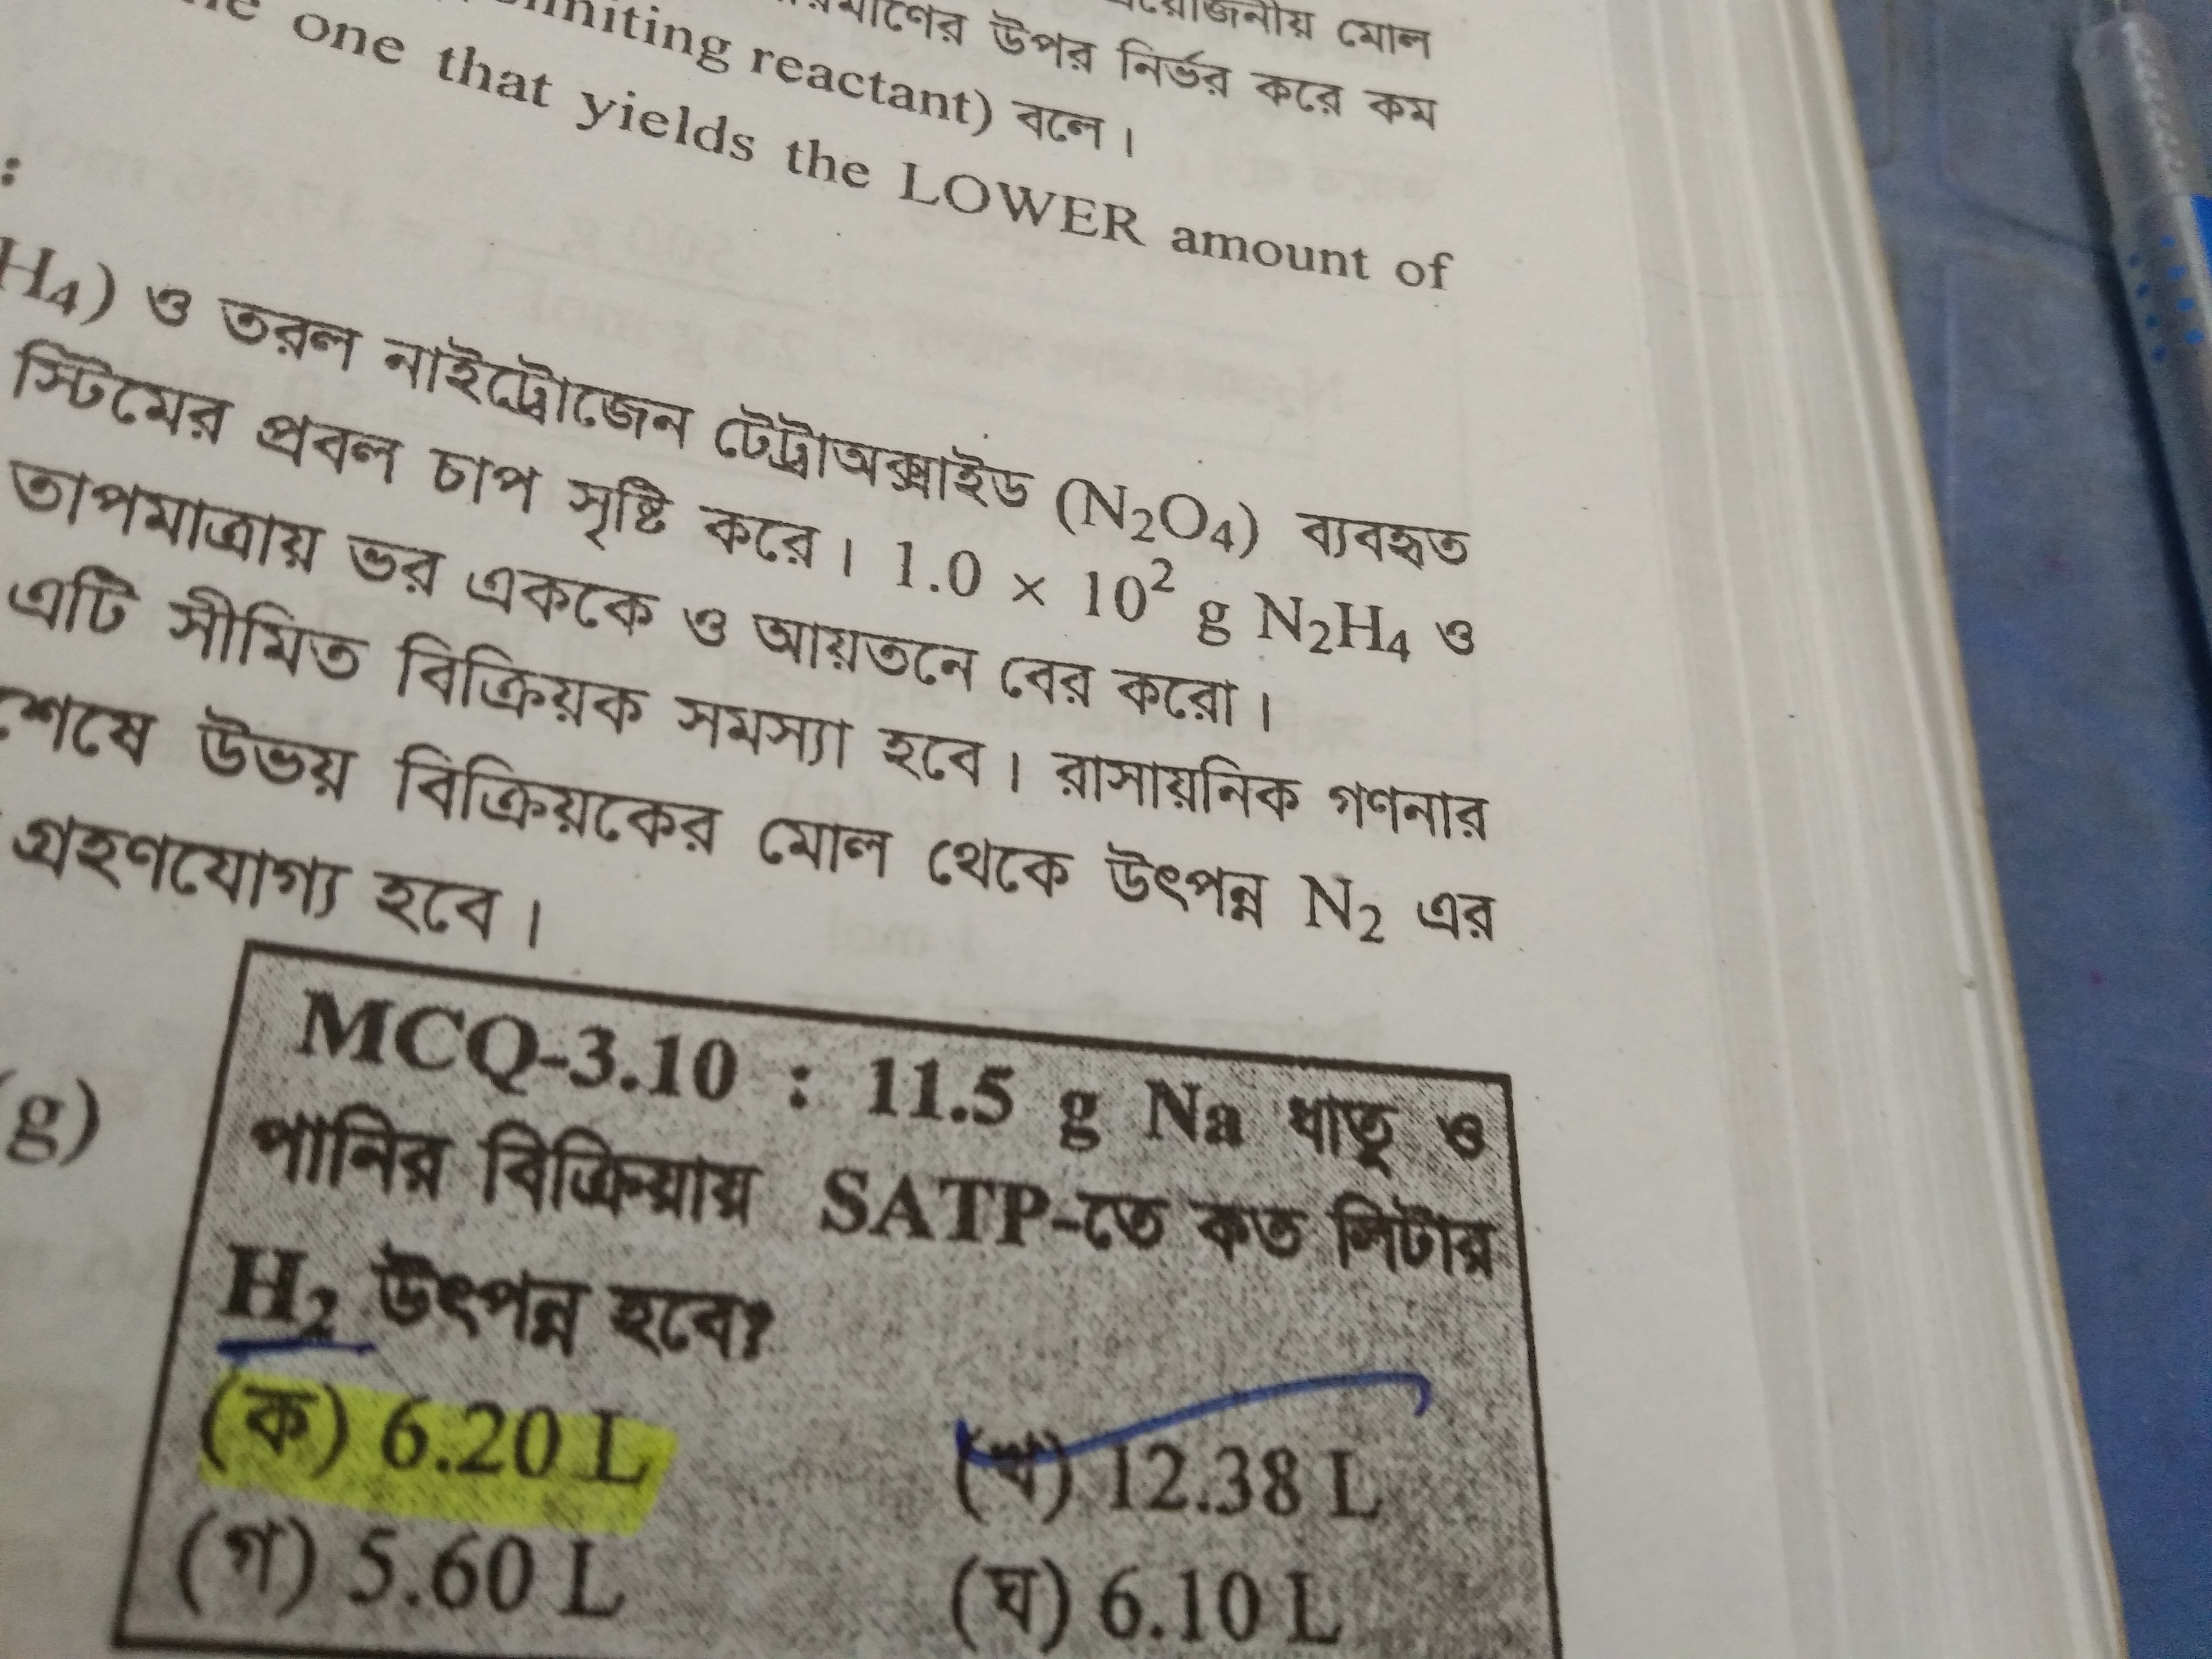 মোল
উপর নির্ভর করে কম
reactant) বলে।
one that yields the LOWER amount of
:
H₄) ও তরল নাইট্রোজেন টেট্রাঅক্সাইড (N₂O₄) ব্যবহৃত
স্টিমের প্রবল চাপ সৃষ্টি করে। 1.0 × 10² g N₂H₄ ও
তাপমাত্রায় ভর এককে ও আয়তনে বের করো।
এটি সীমিত বিক্রিয়ক সমস্যা হবে। রাসায়নিক গণনার
শেষে উভয় বিক্রিয়কের মোল থেকে উৎপন্ন N₂ এর
গ্রহণযোগ্য হবে।
(g)
MCQ-3.10 : 11.5 g Na ধাতু ও
পানির বিক্রিয়ায় SATP-তে কত লিটার
H₂ উৎপন্ন হবে?
(ক) 6.20 L (খ) 12.38 L
(গ) 5.60 L (ঘ) 6.10 L